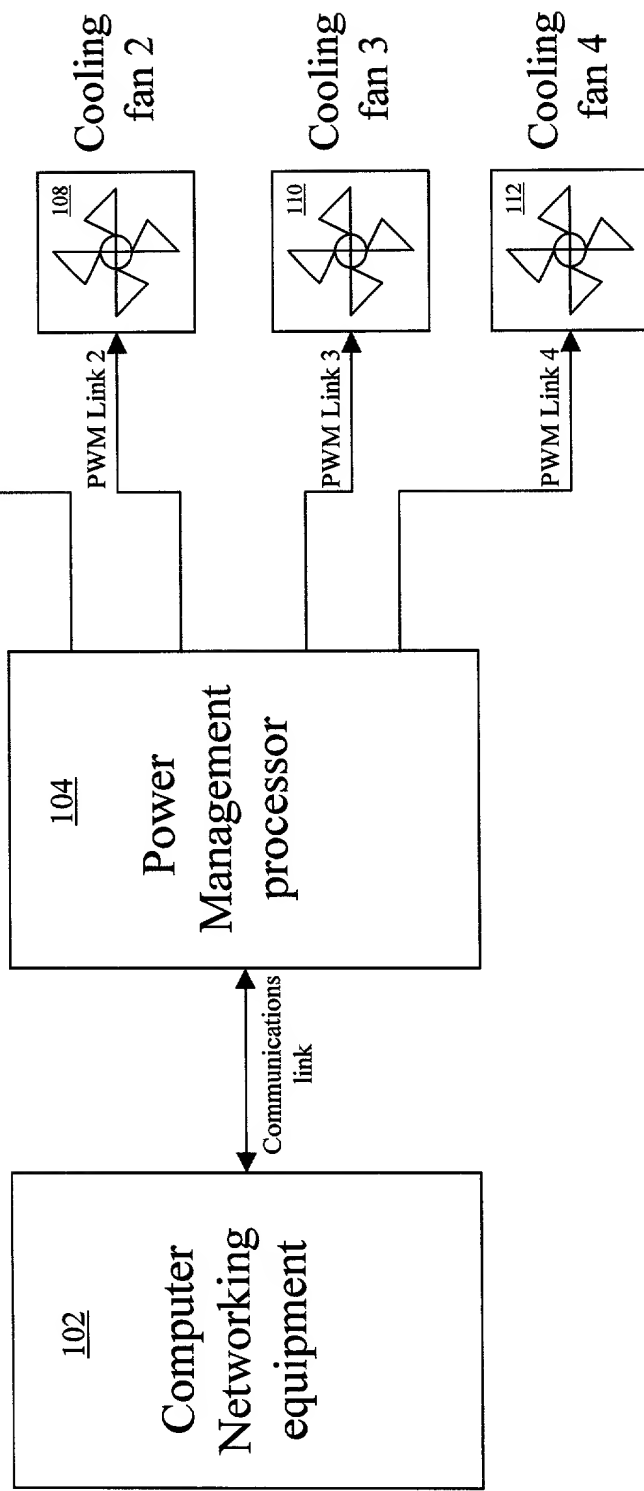 102
Computer
Networking
equipment
Communications
link
104
Power
Management
processor
PWM Link 2
108
Cooling
fan 2
PWM Link 3
110
Cooling
fan 3
PWM Link 4
112
Cooling
fan 4